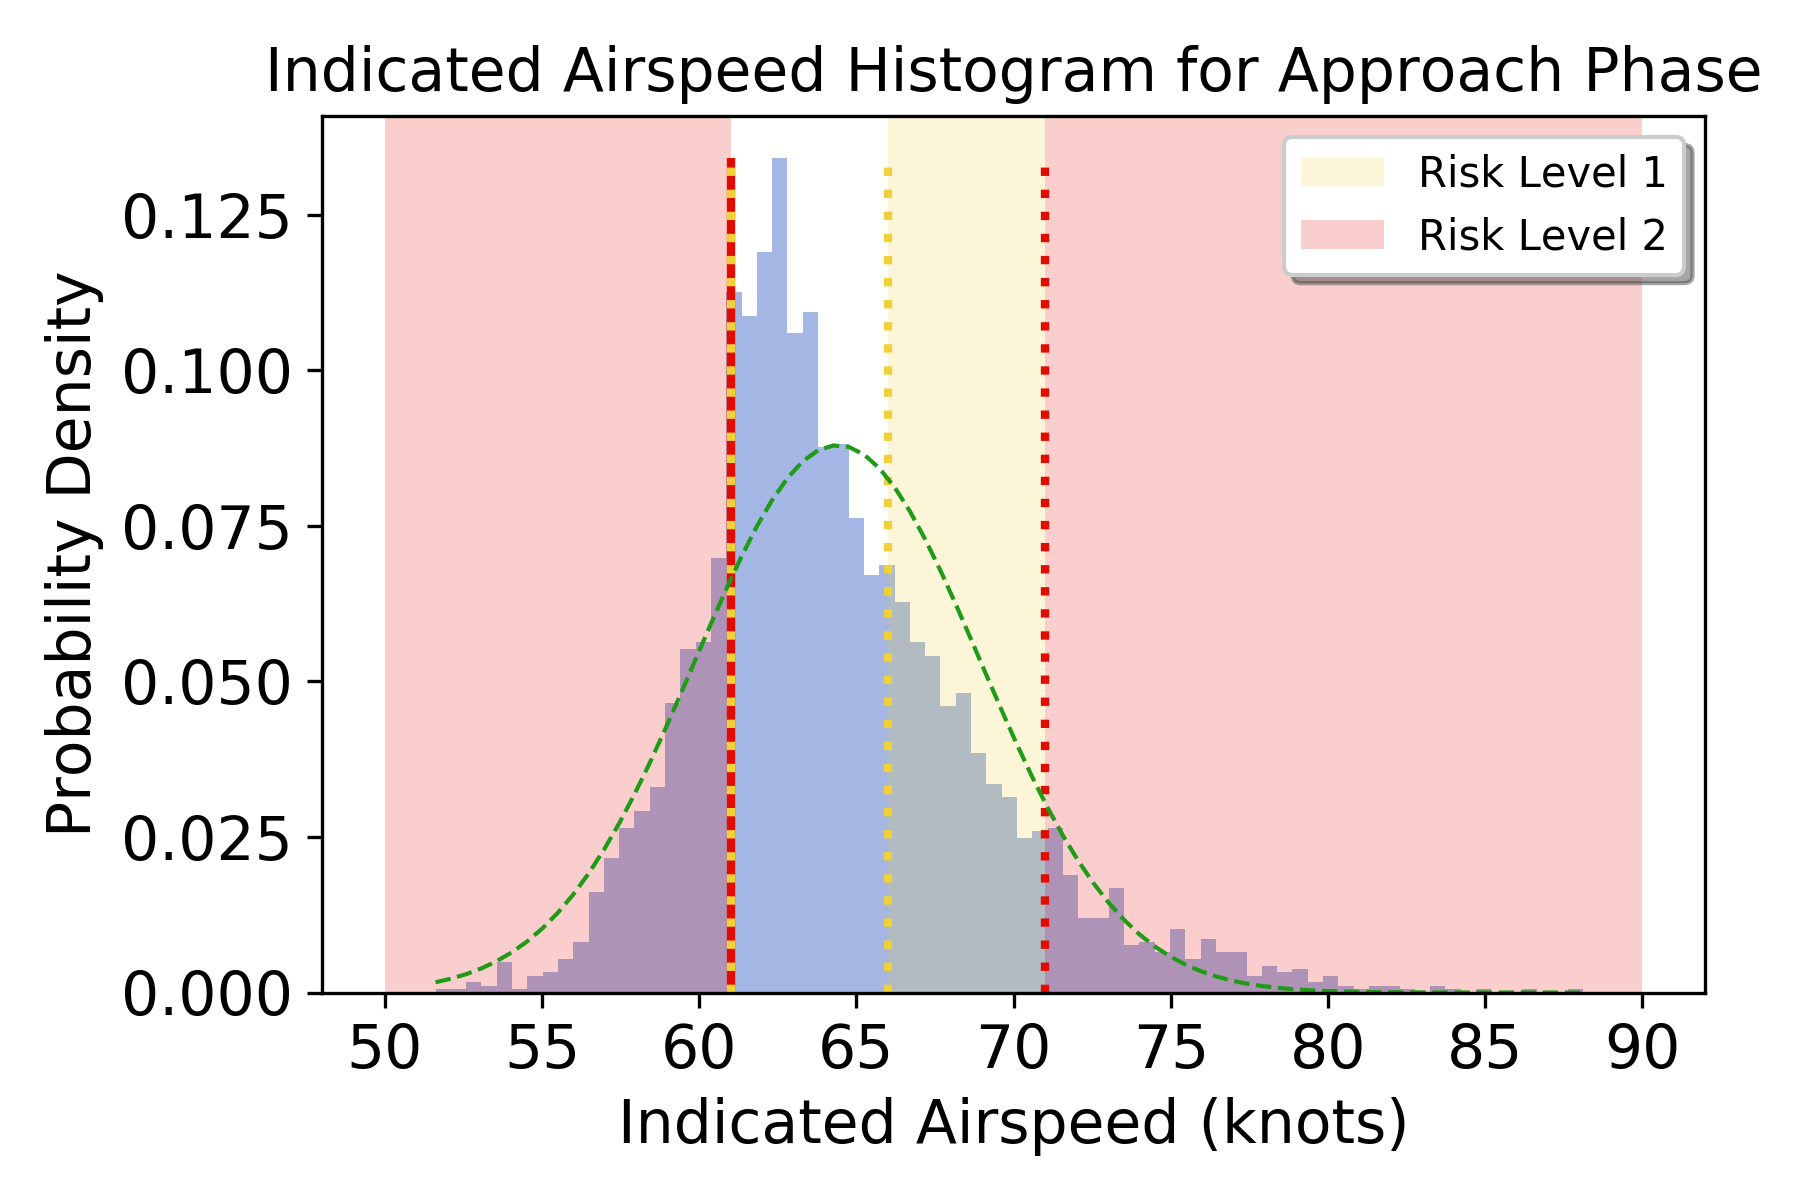 Indicated Airspeed Histogram for Approach Phase
Risk Level 1
Risk Level 2
Probability Density
0.125
0.100
0.075
0.050
0.025
0.000
50 55 60 65 70 75 80 85 90
Indicated Airspeed (knots)